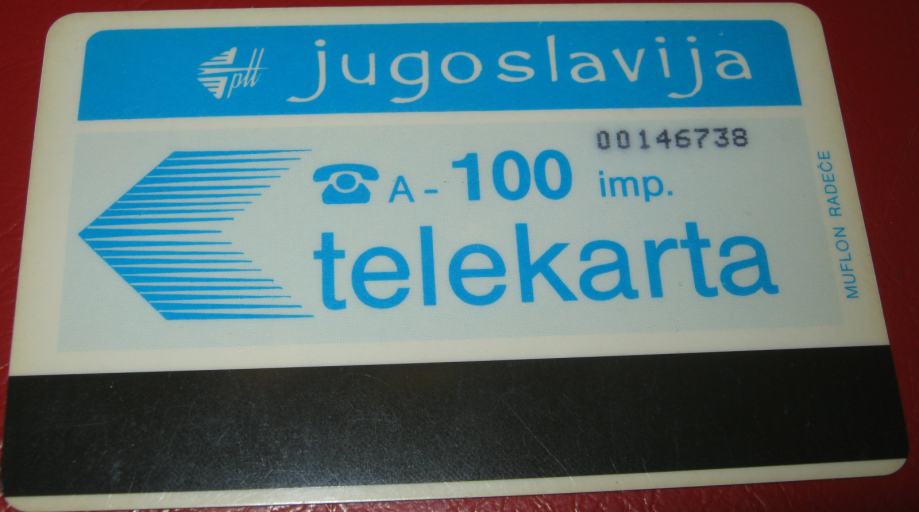 ptt jugoslavija
00146738
A - 100 imp.
telekarta
MUFLON RADEČE